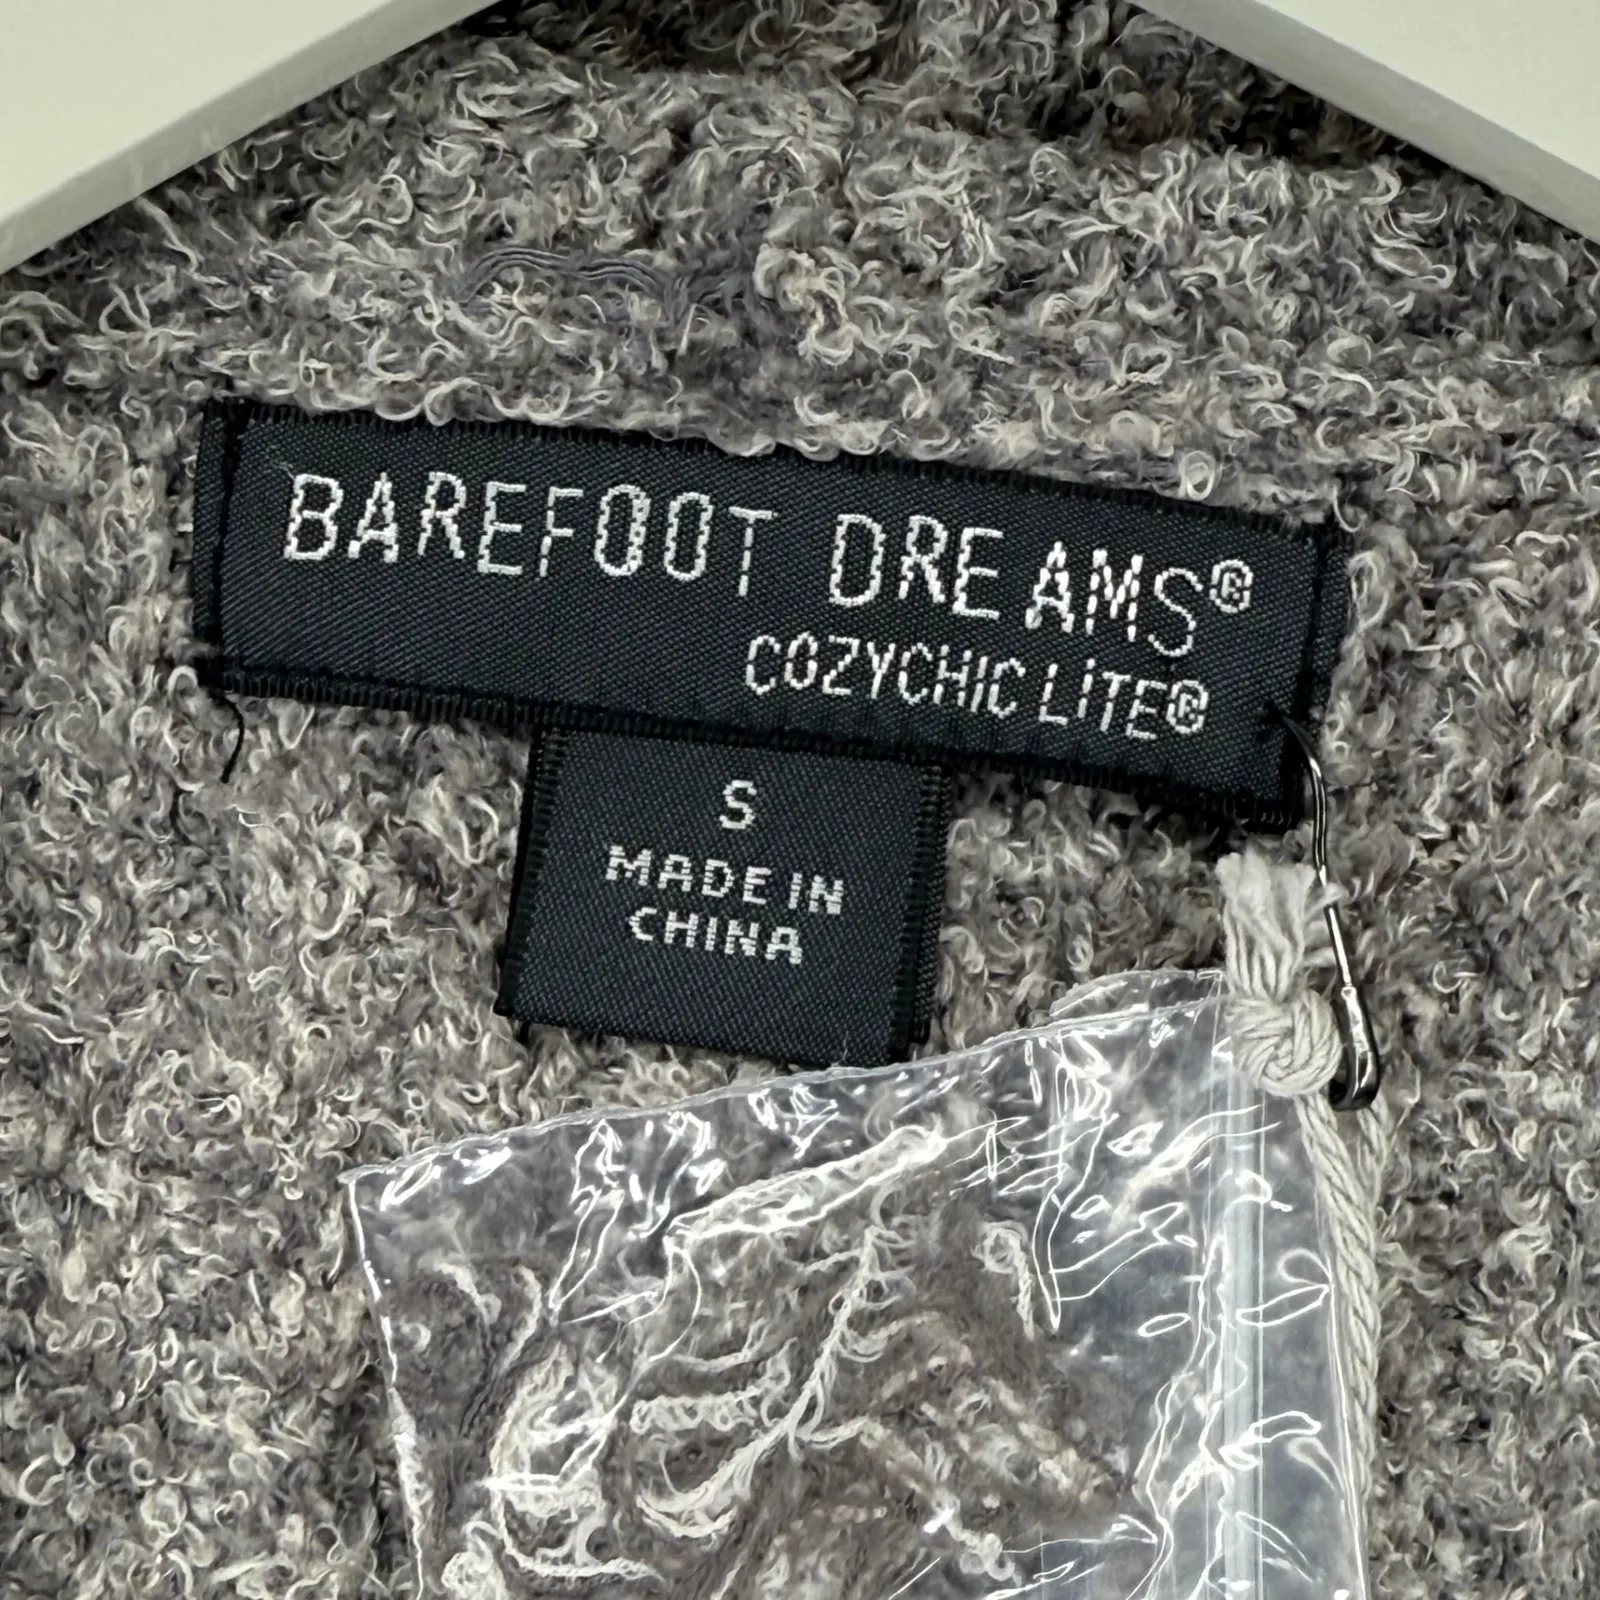 BAREFOOT DREAMS®
COZYCHIC LiTE®
S
MADE IN
CHINA